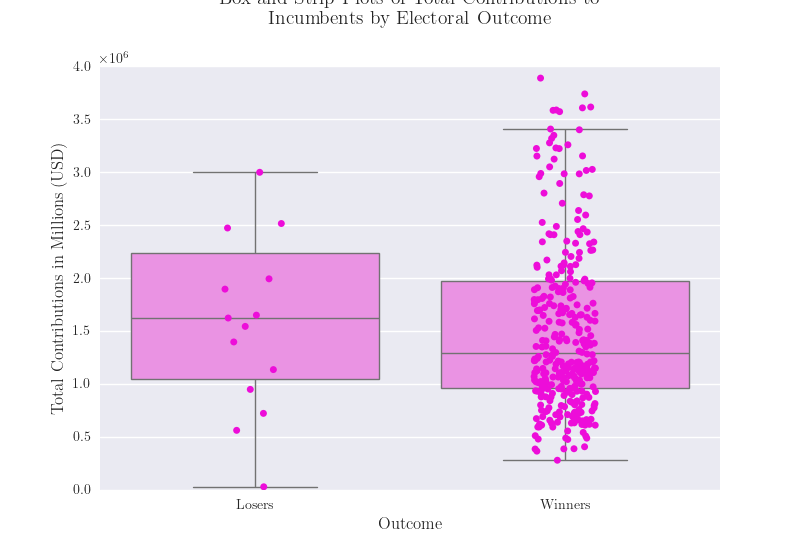 Box and Strip Plots of Total Contributions to
Incumbents by Electoral Outcome
×10⁶
4.0
3.5
3.0
2.5
2.0
1.5
1.0
0.5
0.0
Total Contributions in Millions (USD)
Losers
Winners
Outcome